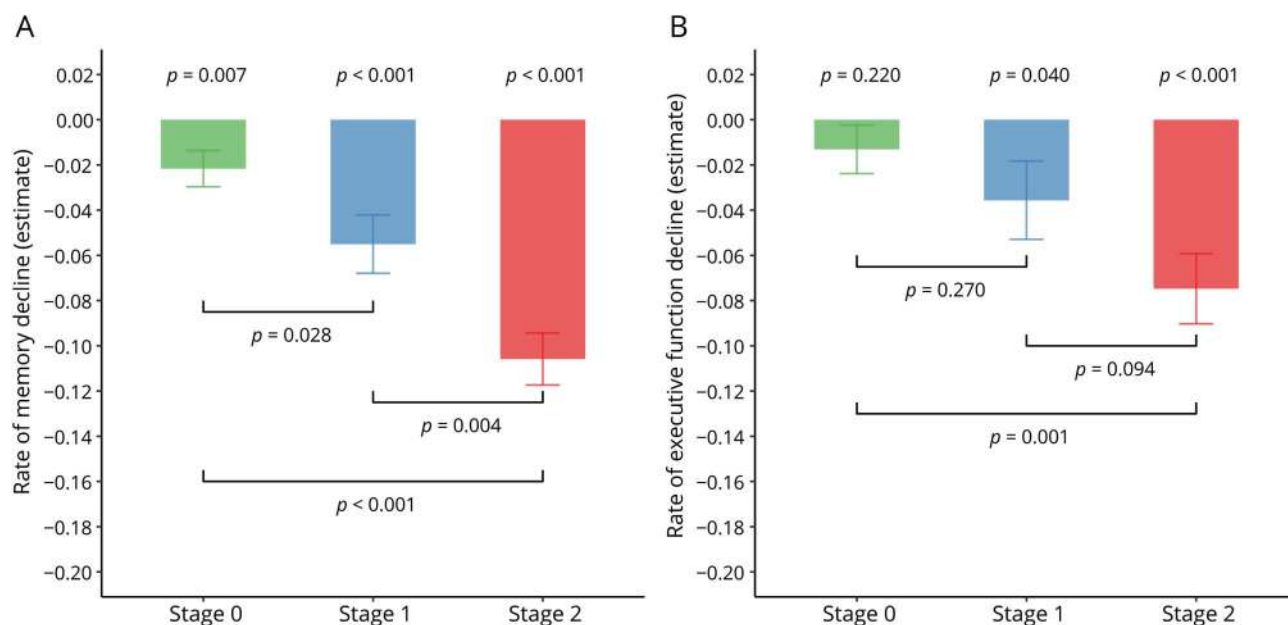 A
Rate of memory decline (estimate)
0.02
0.00
−0.02
−0.04
−0.06
−0.08
−0.10
−0.12
−0.14
−0.16
−0.18
−0.20
p = 0.007
p < 0.001
p < 0.001
p = 0.028
p = 0.004
p < 0.001
Stage 0
Stage 1
Stage 2
B
Rate of executive function decline (estimate)
0.02
0.00
−0.02
−0.04
−0.06
−0.08
−0.10
−0.12
−0.14
−0.16
−0.18
−0.20
p = 0.220
p = 0.040
p < 0.001
p = 0.270
p = 0.094
p = 0.001
Stage 0
Stage 1
Stage 2